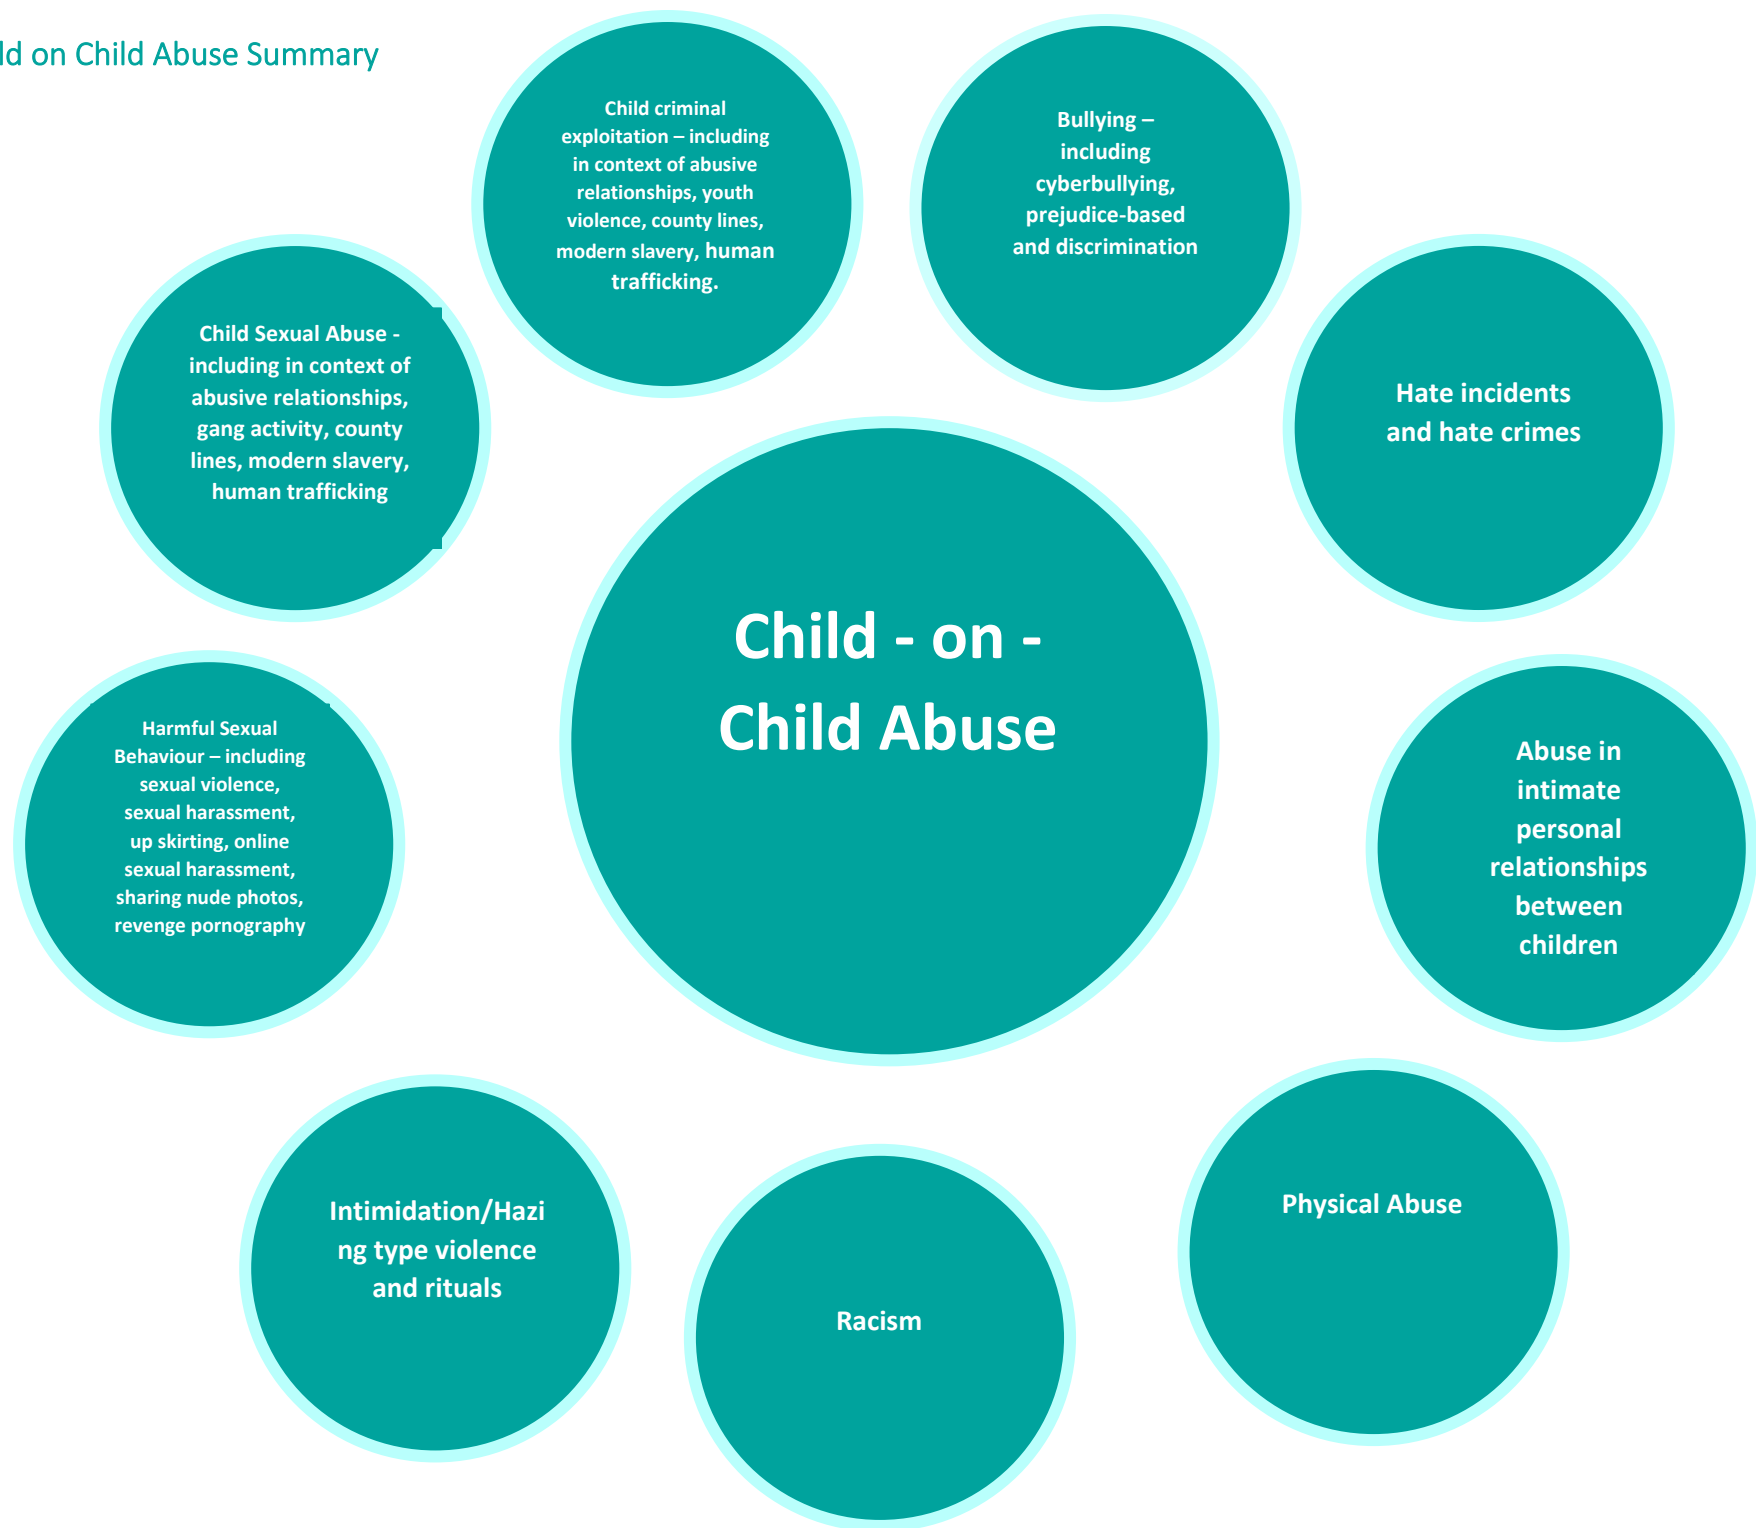 ld on Child Abuse Summary
Child criminal
exploitation – including
in context of abusive
relationships, youth
violence, county lines,
modern slavery, human
trafficking.
Bullying –
including
cyberbullying,
prejudice-based
and discrimination
Child Sexual Abuse -
including in context of
abusive relationships,
gang activity, county
lines, modern slavery,
human trafficking
Hate incidents
and hate crimes
Child - on -
Child Abuse
Harmful Sexual
Behaviour – including
sexual violence,
sexual harassment,
up skirting, online
sexual harassment,
sharing nude photos,
revenge pornography
Abuse in
intimate
personal
relationships
between
children
Intimidation/Hazi
ng type violence
and rituals
Racism
Physical Abuse